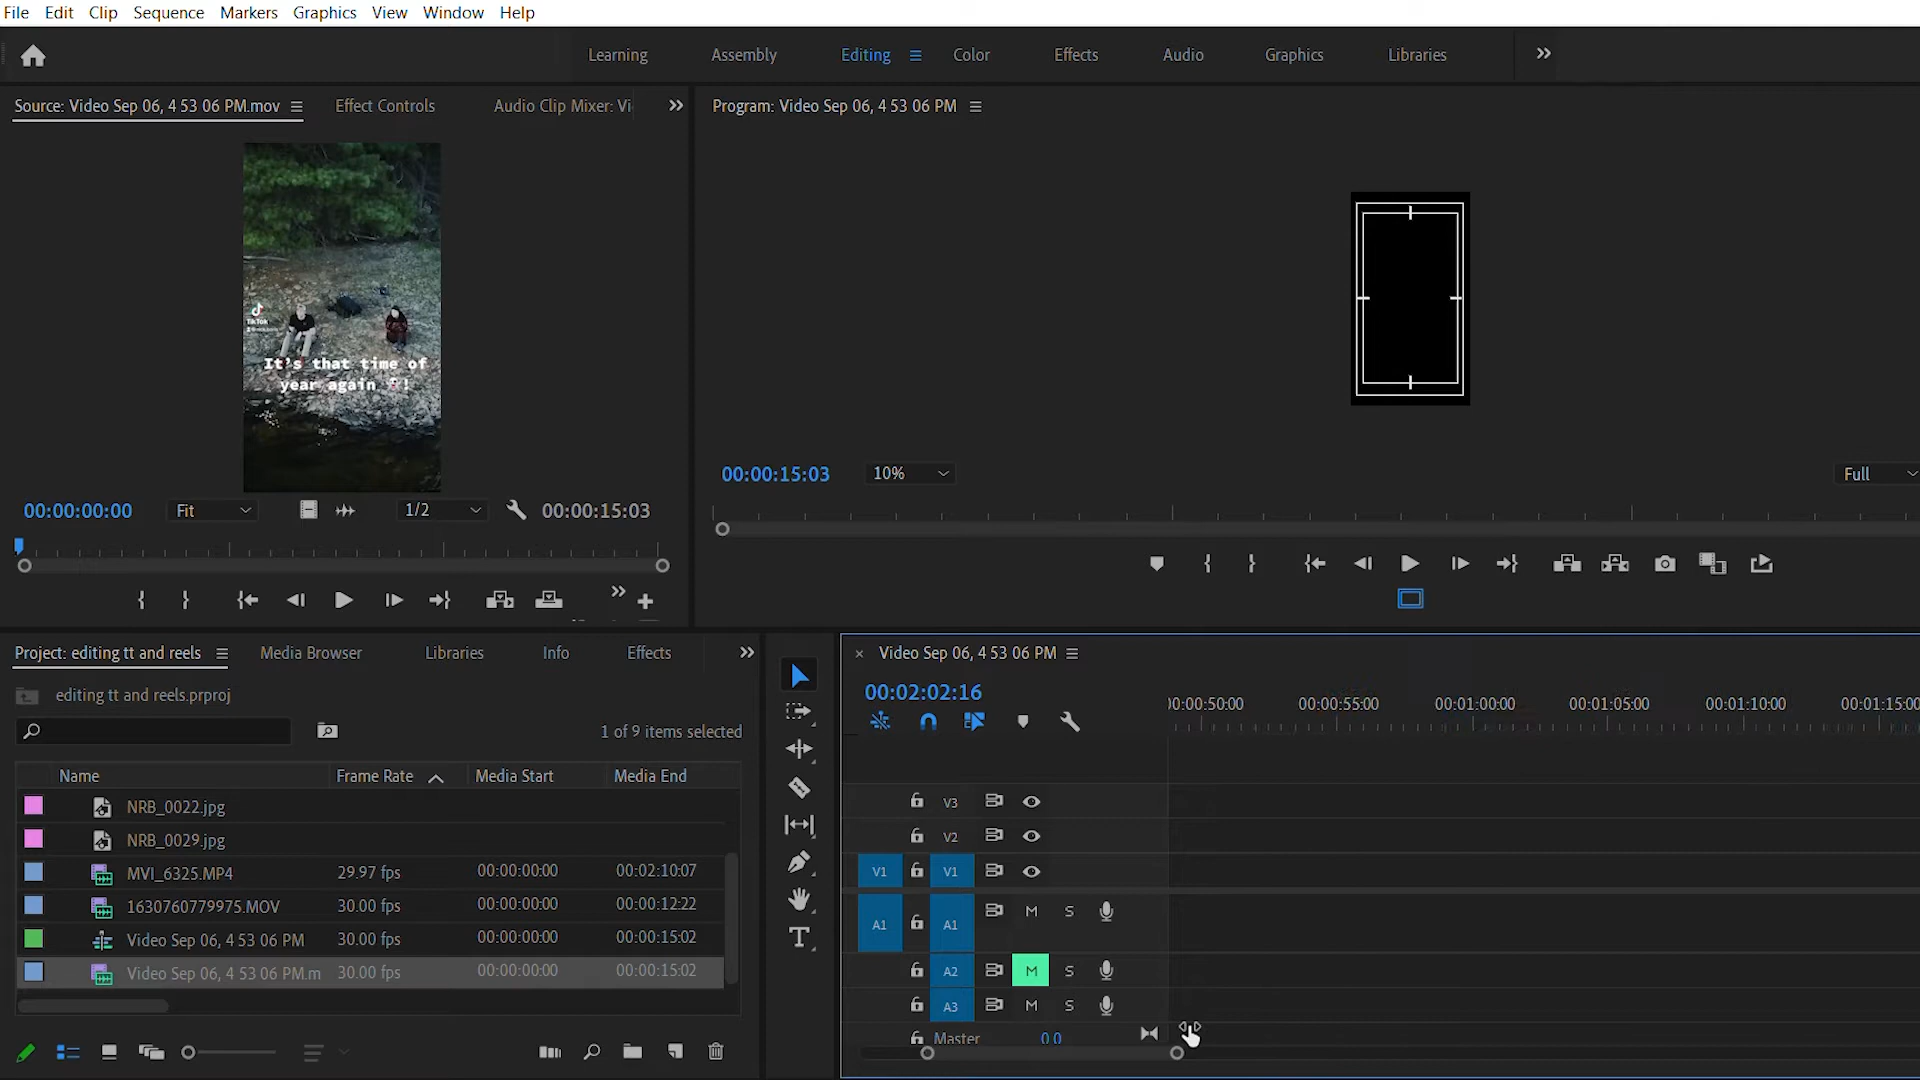 File Edit Clip Sequence Markers Graphics View Window Help
Learning Assembly Editing Color Effects Audio Graphics Libraries
Source: Video Sep 06, 4 53 06 PM.mov Effect Controls Audio Clip Mixer: Vi
Program: Video Sep 06, 4 53 06 PM
TikTok
It's that time of
year again !
00:00:00:00 Fit 1/2 00:00:15:03
00:00:15:03 10% Full
Project: editing tt and reels Media Browser Libraries Info Effects
editing tt and reels.prproj
1 of 9 items selected
Name Frame Rate Media Start Media End
NRB_0022.jpg
NRB_0029.jpg
MVI_6325.MP4 29.97 fps 00:00:00:00 00:02:10:07
1630760779975.MOV 30.00 fps 00:00:00:00 00:00:12:22
Video Sep 06, 4 53 06 PM 30.00 fps 00:00:00:00 00:00:15:02
Video Sep 06, 4 53 06 PM.m 30.00 fps 00:00:00:00 00:00:15:02
Video Sep 06, 4 53 06 PM
00:02:02:16
00:00:50:00 00:00:55:00 00:01:00:00 00:01:05:00 00:01:10:00 00:01:15:00
V3
V2
V1 V1
A1 A1 M S
A2 M S
A3 M S
Master 0.0